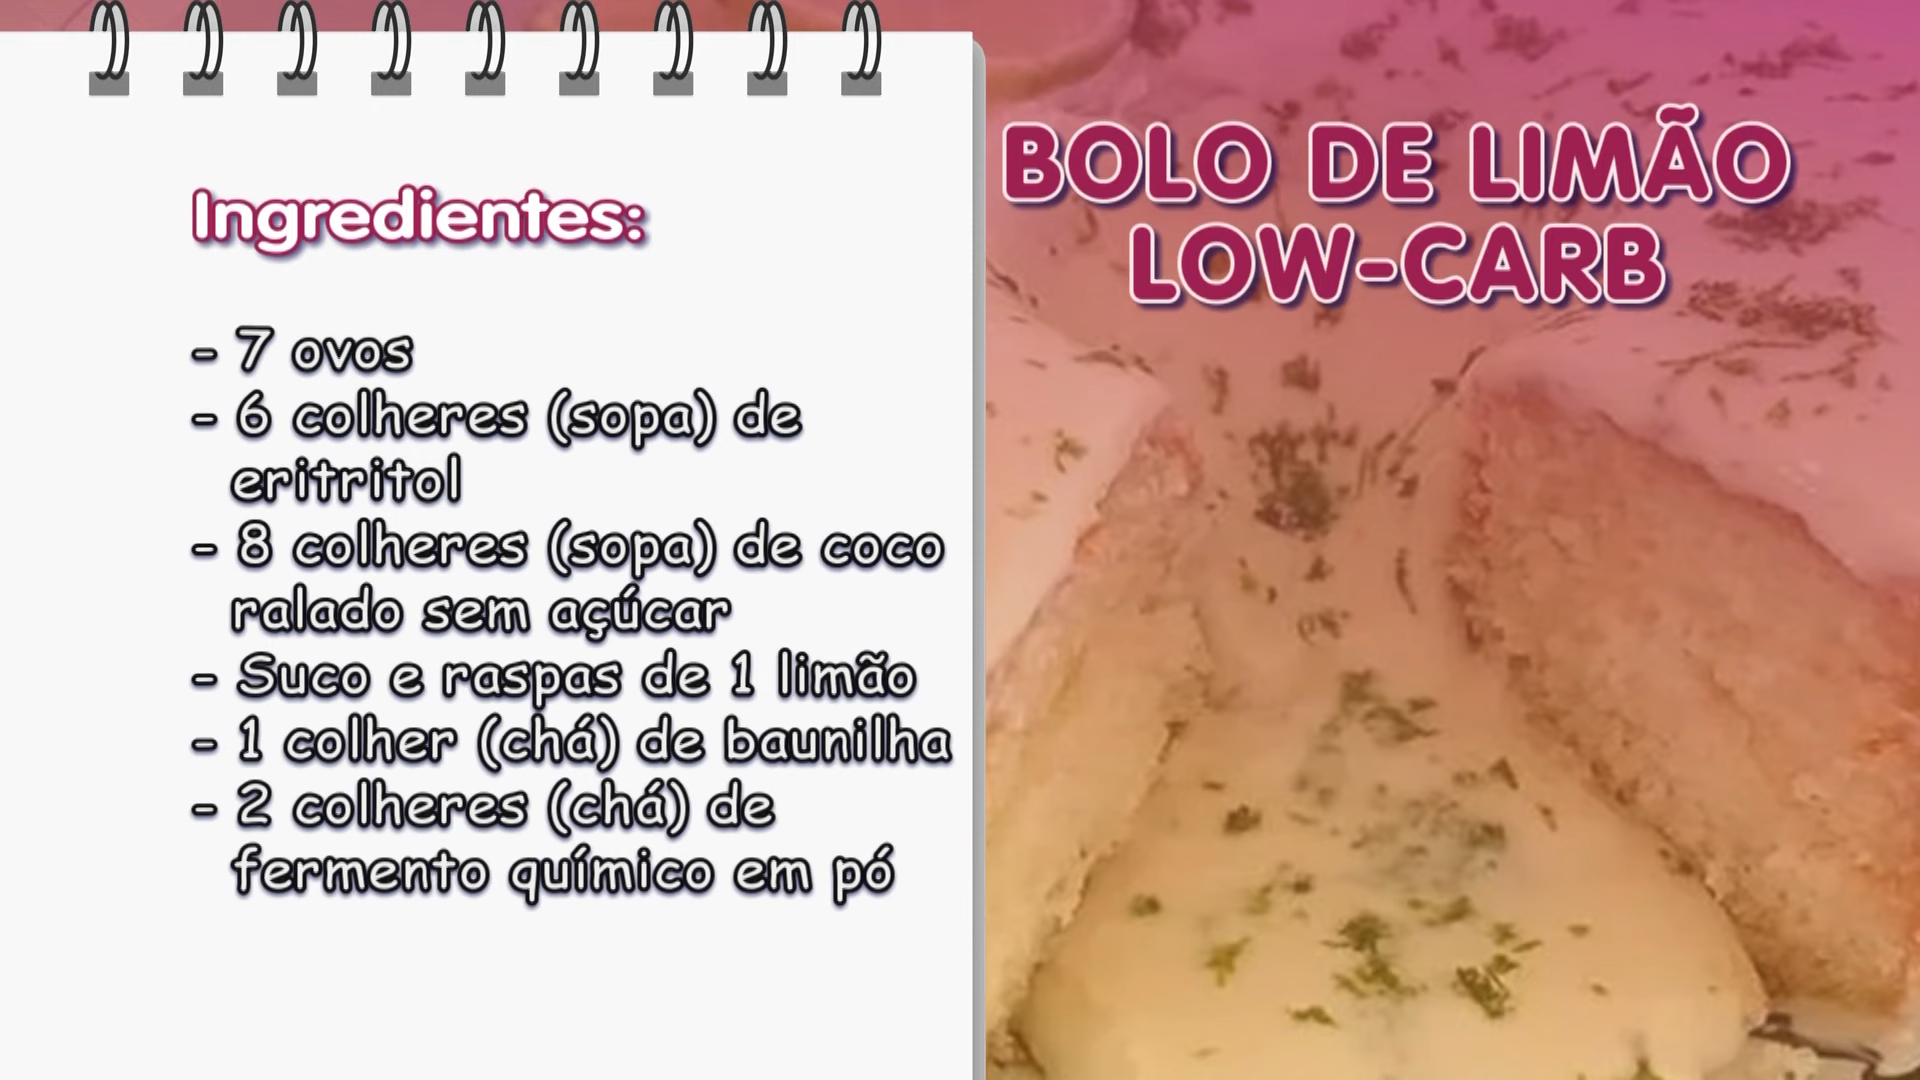 Ingredientes:
- 7 ovos
- 6 colheres (sopa) de
eritritol
- 8 colheres (sopa) de coco
ralado sem açúcar
- Suco e raspas de 1 limão
- 1 colher (chá) de baunilha
- 2 colheres (chá) de
fermento químico em pó
BOLO DE LIMÃO
LOW-CARB